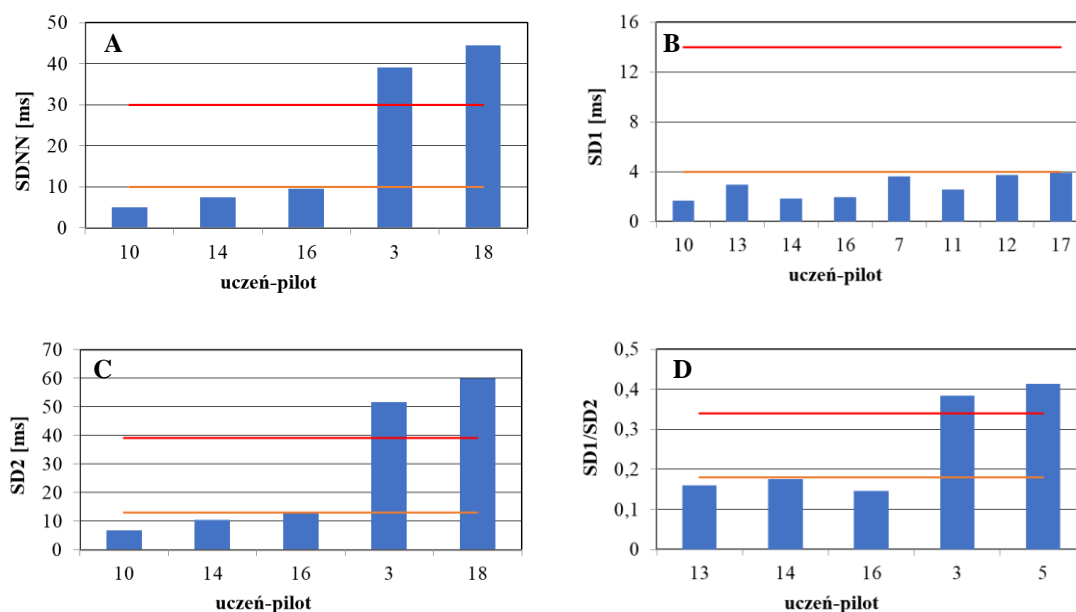 A
SDNN [ms]
50
40
30
20
10
0
10 14 16 3 18
uczeń-pilot
B
SD1 [ms]
16
12
8
4
0
10 13 14 16 7 11 12 17
uczeń-pilot
C
SD2 [ms]
70
60
50
40
30
20
10
0
10 14 16 3 18
uczeń-pilot
D
SD1/SD2
0,5
0,4
0,3
0,2
0,1
0
13 14 16 3 5
uczeń-pilot